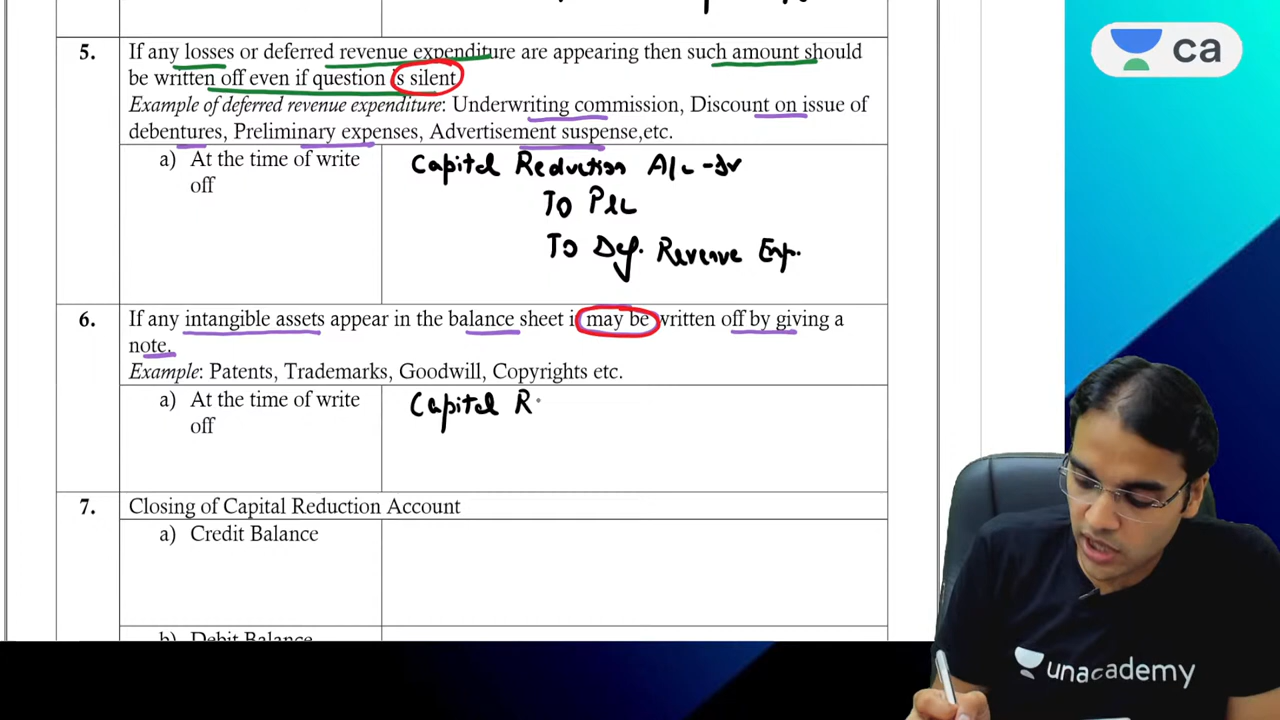 ca
5. If any losses or deferred revenue expenditure are appearing then such amount should
be written off even if question is silent
Example of deferred revenue expenditure: Underwriting commission, Discount on issue of
debentures, Preliminary expenses, Advertisement suspense,etc.
a) At the time of write
off
Capital Reduction A/c -dr
To P&L
To Def. Revenue Exp.
6. If any intangible assets appear in the balance sheet i may be written off by giving a
note.
Example: Patents, Trademarks, Goodwill, Copyrights etc.
a) At the time of write
off
Capital R
7. Closing of Capital Reduction Account
a) Credit Balance
b) Debit Balance
unacademy